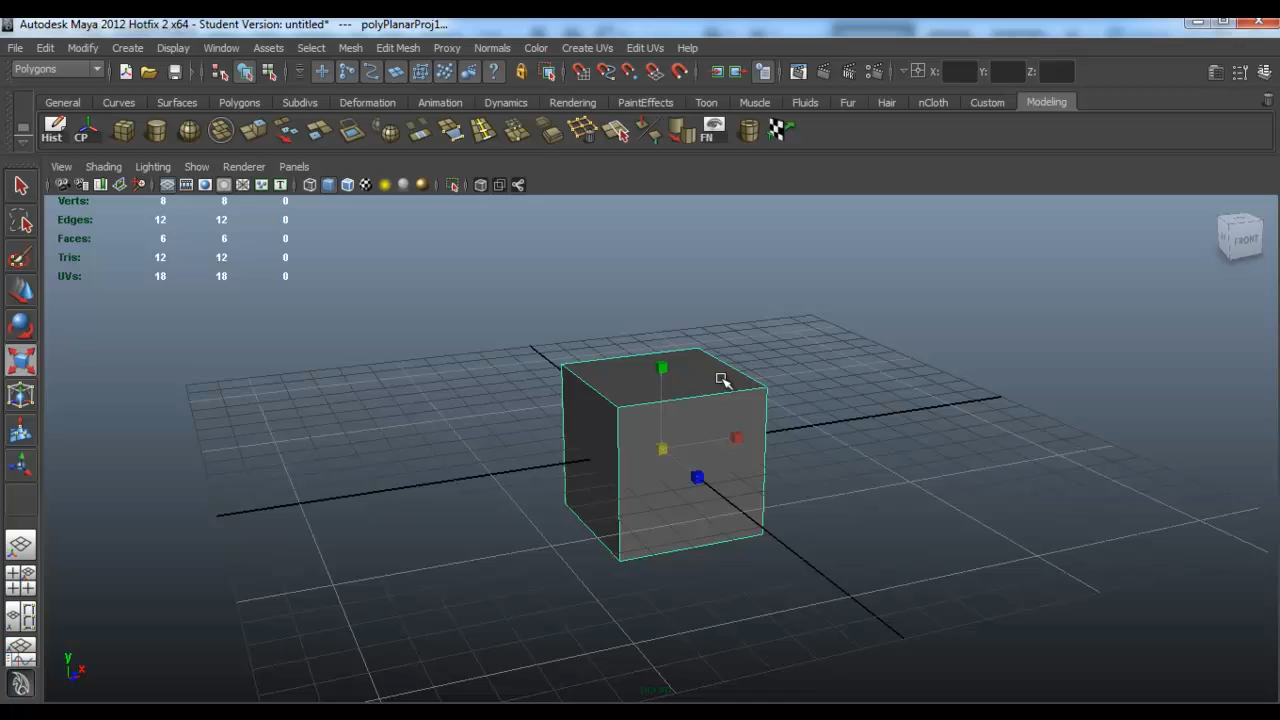 Autodesk Maya 2012 Hotfix 2 x64 - Student Version: untitled* --- polyPlanarProj1...
File Edit Modify Create Display Window Assets Select Mesh Edit Mesh Proxy Normals Color Create UVs Edit UVs Help
Polygons X: Y: Z:
General Curves Surfaces Polygons Subdivs Deformation Animation Dynamics Rendering PaintEffects Toon Muscle Fluids Fur Hair nCloth Custom Modeling
Hist CP FN
View Shading Lighting Show Renderer Panels
Verts: 8 8 0
Edges: 12 12 0
Faces: 6 6 0
Tris: 12 12 0
UVs: 18 18 0
FRONT
y
x